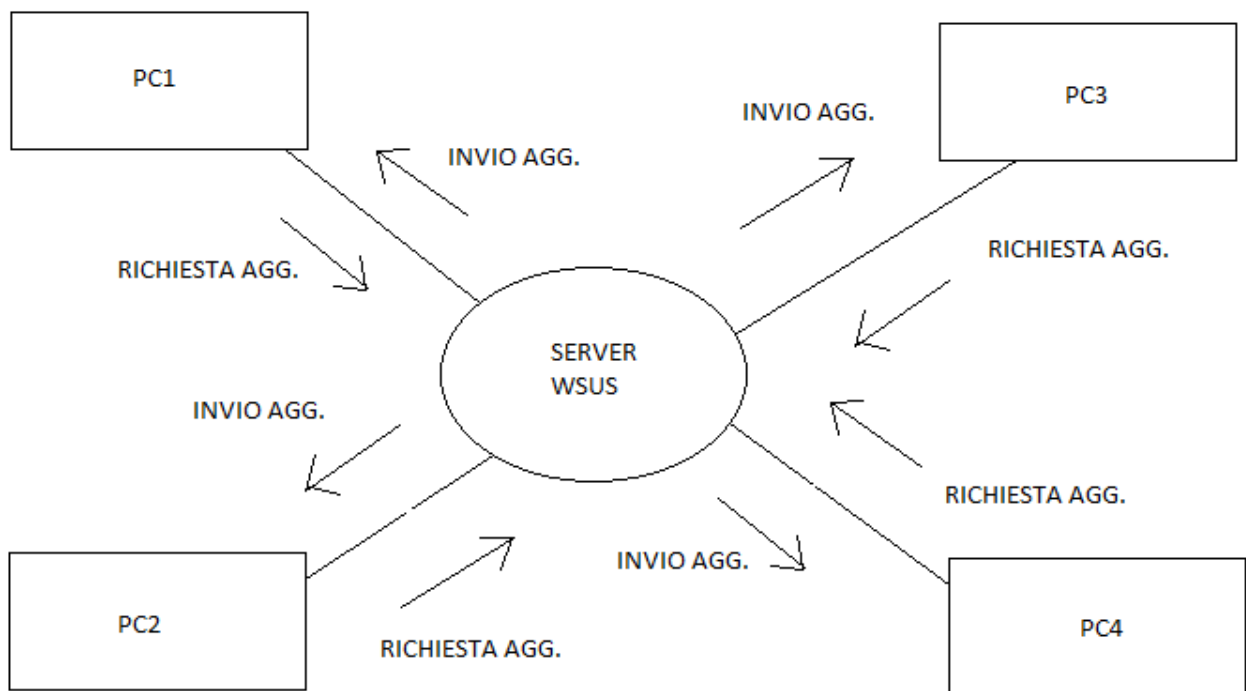 PC1
PC3
INVIO AGG.
INVIO AGG.
RICHIESTA AGG.
RICHIESTA AGG.
SERVER
WSUS
INVIO AGG.
RICHIESTA AGG.
INVIO AGG.
PC2
RICHIESTA AGG.
PC4